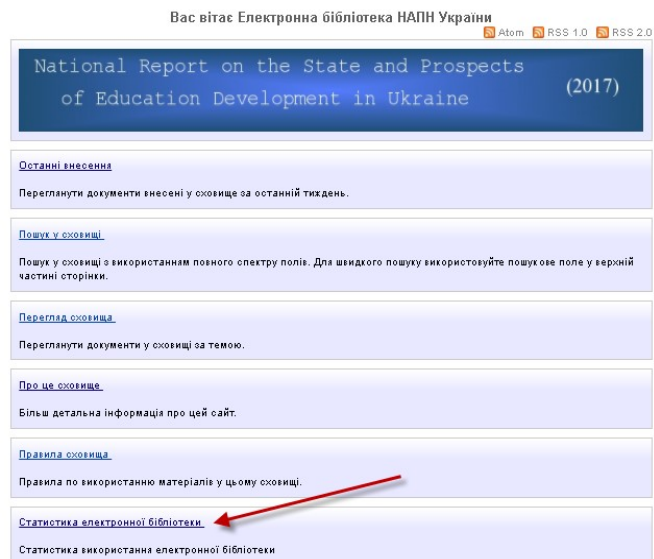 Вас вітає Електронна бібліотека НАПН України
Atom RSS 1.0 RSS 2.0
National Report on the State and Prospects
of Education Development in Ukraine
(2017)
Останні внесення
Переглянути документи внесені у сховище за останній тиждень.
Пошук у сховищі
Пошук у сховищі з використанням повного спектру полів. Для швидкого пошуку використовуйте пошукове поле у верхній
частині сторінки.
Перегляд сховища
Переглянути документи у сховищі за темою.
Про це сховище
Більш детальна інформація про цей сайт.
Правила сховища
Правила по використанню матеріалів у цьому сховищі.
Статистика електронної бібліотеки
Статистика використання електронної бібліотеки